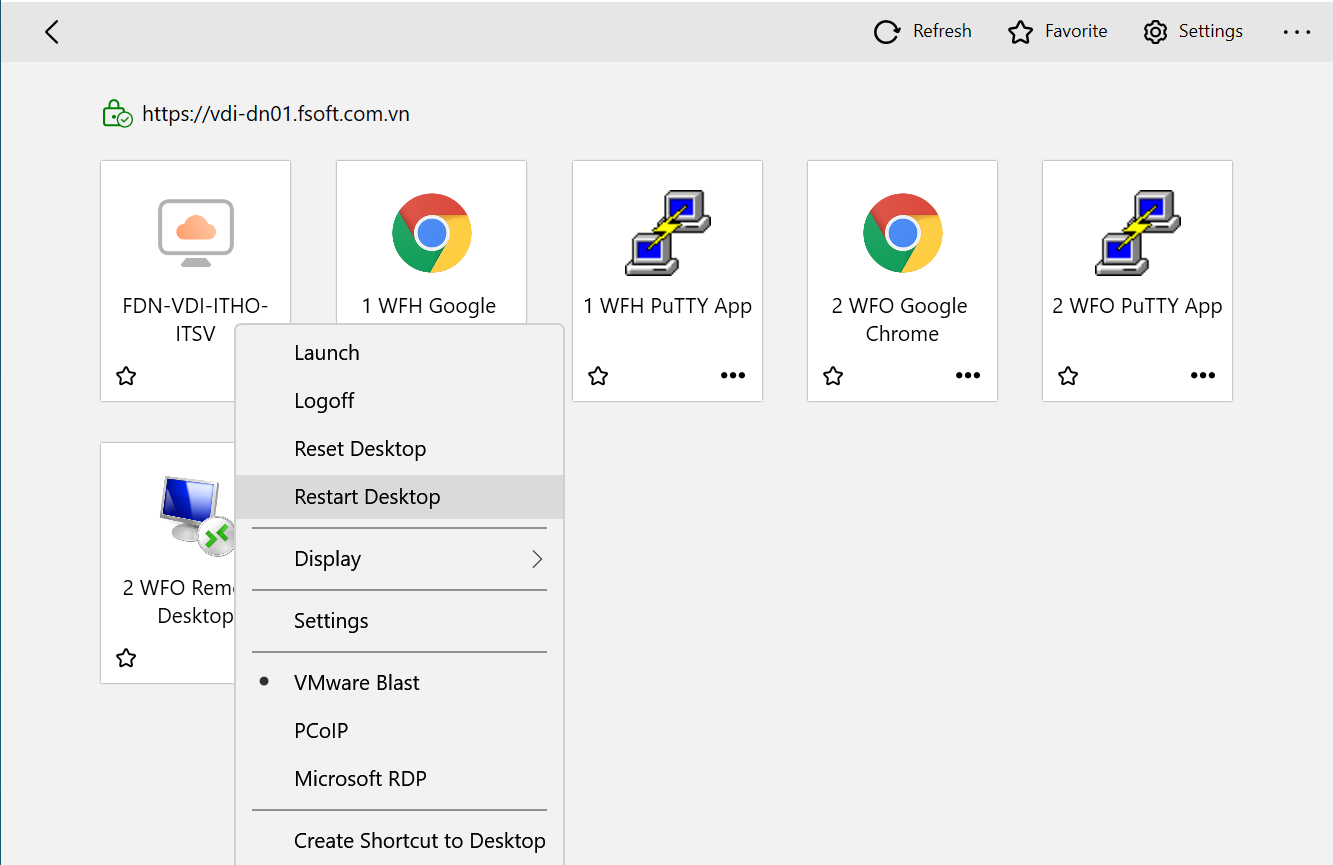 Refresh
Favorite
Settings
https://vdi-dn01.fsoft.com.vn
FDN-VDI-ITHO-
ITSV
1 WFH Google
1 WFH PuTTY App
2 WFO Google
Chrome
2 WFO PuTTY App
Launch
Logoff
Reset Desktop
Restart Desktop
Display
Settings
VMware Blast
PCoIP
Microsoft RDP
Create Shortcut to Desktop
2 WFO Rem
Desktop